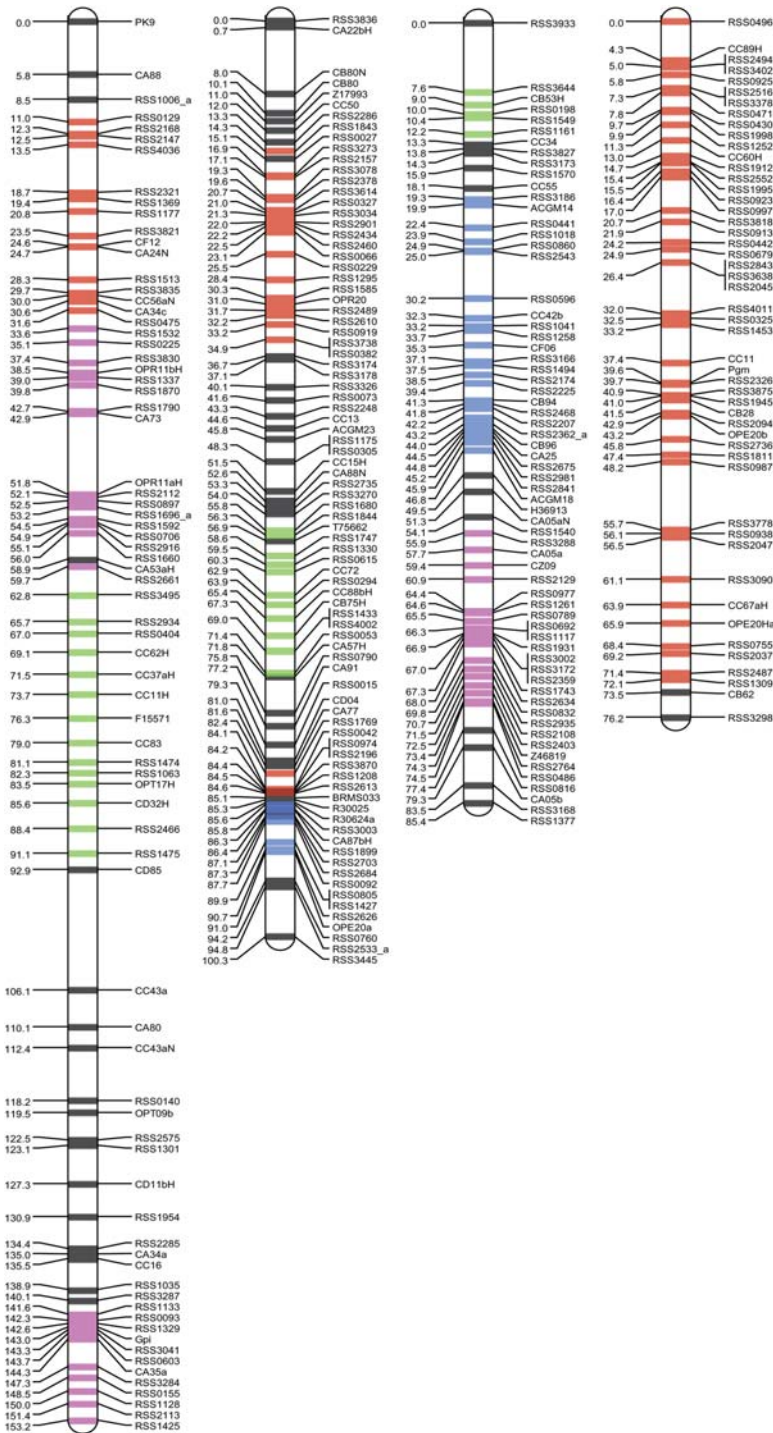 0.0 PK9
5.8 CA88
8.5 RSS1006_a
11.0 RSS0129
12.3 RSS2168
12.5 RSS2147
13.5 RSS4036
18.7 RSS2321
19.4 RSS1369
20.8 RSS1177
23.5 RSS3821
24.6 CF12
24.7 CA24N
28.3 RSS1513
29.7 RSS3835
30.0 CC56aN
30.6 CA34c
31.6 RSS0475
33.6 RSS1532
35.1 RSS0225
37.4 RSS3830
38.5 OPR11bH
39.0 RSS1337
39.8 RSS1870
42.7 RSS1790
42.9 CA73
51.8 OPR11aH
52.1 RSS2112
52.5 RSS0897
53.2 RSS1696_a
54.5 RSS1592
54.9 RSS0706
55.1 RSS2916
56.0 RSS1660
58.9 CA53aH
59.7 RSS2661
62.8 RSS3495
65.7 RSS2934
67.0 RSS0404
69.1 CC62H
71.5 CC37aH
73.7 CC11H
76.3 F15571
79.0 CC83
81.1 RSS1474
82.3 RSS1063
83.5 OPT17H
85.6 CD32H
88.4 RSS2466
91.1 RSS1475
92.9 CD85
106.1 CC43a
110.1 CA80
112.4 CC43aN
118.2 RSS0140
119.5 OPT09b
122.5 RSS2575
123.1 RSS1301
127.3 CD11bH
130.9 RSS1954
134.4 RSS2285
135.0 CA34a
135.5 CC16
138.9 RSS1035
140.1 RSS3287
141.6 RSS1133
142.3 RSS0093
142.6 RSS1329
143.0 Gpi
143.3 RSS3041
143.7 RSS0603
144.3 CA35a
147.3 RSS3284
148.5 RSS0155
150.0 RSS1128
151.4 RSS2113
153.2 RSS1425
0.0 RSS3836
0.7 CA22bH
8.0 CB80N
10.1 CB80
11.0 Z17993
12.0 CC50
13.3 RSS2286
14.3 RSS1843
15.1 RSS0027
16.9 RSS3273
17.1 RSS2157
19.3 RSS3078
19.6 RSS2378
20.7 RSS3614
21.0 RSS0327
21.3 RSS3034
22.0 RSS2901
22.2 RSS2434
22.5 RSS2460
23.1 RSS0066
25.5 RSS0229
28.4 RSS1295
30.3 RSS1585
31.0 OPR20
31.7 RSS2489
32.2 RSS2610
33.2 RSS0919
34.9 RSS3738
RSS0382
36.7 RSS3174
37.1 RSS3178
40.1 RSS3326
41.6 RSS0073
43.3 RSS2248
44.6 CC13
45.8 ACGM23
48.3 RSS1175
RSS0305
51.5 CC15H
52.6 CA88N
53.3 RSS2735
54.0 RSS3270
55.8 RSS1680
56.3 RSS1844
56.9 T75662
58.6 RSS1747
59.5 RSS1330
60.3 RSS0615
62.9 CC72
63.9 RSS0294
65.4 CC88bH
67.3 CB75H
69.0 RSS1433
RSS4002
71.4 RSS0053
71.8 CA57H
75.8 RSS0790
77.2 CA91
79.3 RSS0015
81.0 CD04
81.6 CA77
82.4 RSS1769
84.1 RSS0042
84.2 RSS0974
RSS2196
84.4 RSS3870
84.5 RSS1208
84.6 RSS2613
85.1 BRMS033
85.3 R30025
85.6 R30624a
85.8 RSS3003
86.3 CA87bH
86.4 RSS1899
87.1 RSS2703
87.3 RSS2684
87.7 RSS0092
89.9 RSS0805
RSS1427
90.7 RSS2626
91.0 OPE20a
94.2 RSS0760
94.8 RSS2533_a
100.3 RSS3445
0.0 RSS3933
7.6 RSS3644
9.0 CB53H
10.0 RSS0198
10.4 RSS1549
12.2 RSS1161
13.3 CC34
13.8 RSS3827
14.3 RSS3173
15.9 RSS1570
18.1 CC55
19.3 RSS3186
19.9 ACGM14
22.4 RSS0441
23.9 RSS1018
24.9 RSS0860
25.0 RSS2543
30.2 RSS0596
32.3 CC42b
33.2 RSS1041
33.7 RSS1258
35.3 CF06
37.1 RSS3166
37.5 RSS1494
38.5 RSS2174
39.4 RSS2225
41.3 CB94
41.8 RSS2468
42.2 RSS2207
43.2 RSS2362_a
44.0 CB96
44.5 CA25
44.8 RSS2675
45.2 RSS2981
45.9 RSS2841
46.8 ACGM18
49.5 H36913
51.3 CA05aN
54.1 RSS1540
55.9 RSS3288
57.7 CA05a
59.4 CZ09
60.9 RSS2129
64.4 RSS0977
64.6 RSS1261
65.5 RSS0789
66.3 RSS0692
RSS1117
66.9 RSS1931
67.0 RSS3002
RSS3172
RSS2359
67.3 RSS1743
68.0 RSS2634
69.8 RSS0832
70.7 RSS2935
71.5 RSS2108
72.5 RSS2403
73.4 Z46819
74.3 RSS2764
74.5 RSS0486
77.4 RSS0816
79.3 CA05b
83.5 RSS3168
85.4 RSS1377
0.0 RSS0496
4.3 CC89H
5.0 RSS2494
RSS3402
5.8 RSS0925
7.3 RSS2516
RSS3378
7.8 RSS0471
9.7 RSS0430
9.9 RSS1998
11.3 RSS1252
13.0 CC60H
14.7 RSS1912
15.4 RSS2552
15.5 RSS1995
16.4 RSS0923
17.0 RSS0997
20.7 RSS3818
21.9 RSS0913
24.2 RSS0442
24.9 RSS0679
26.4 RSS2843
RSS3638
RSS2045
32.0 RSS4011
32.5 RSS0325
33.2 RSS1453
37.4 CC11
39.6 Pgm
39.7 RSS2326
40.9 RSS3875
41.0 RSS1945
41.5 CB28
42.9 RSS2094
43.2 OPE20b
45.8 RSS2736
47.4 RSS1811
48.2 RSS0987
55.7 RSS3778
56.1 RSS0938
56.5 RSS2047
61.1 RSS3090
63.9 CC67aH
65.9 OPE20Ha
68.4 RSS0755
69.2 RSS2037
71.4 RSS2487
72.1 RSS1309
73.5 CB62
76.2 RSS3298